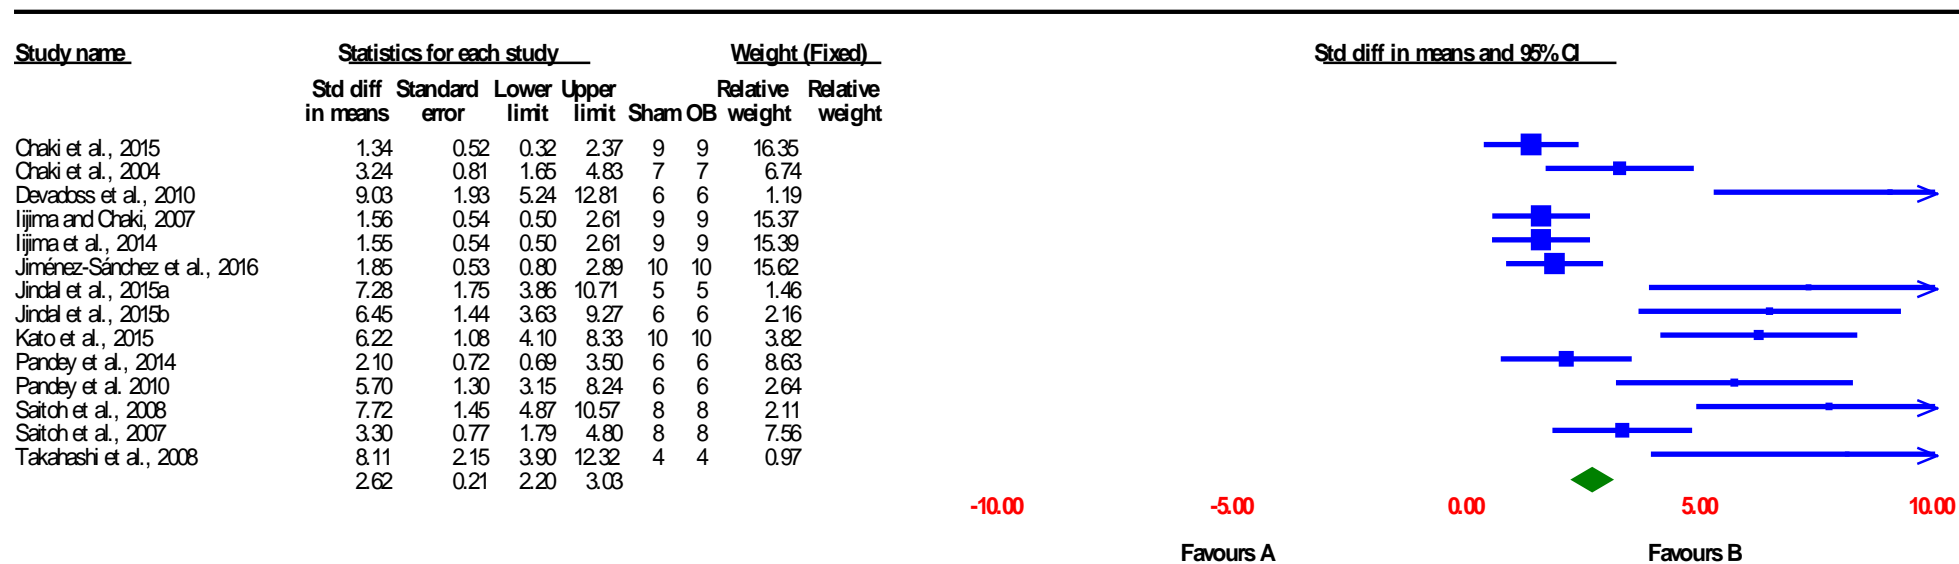 Study name Statistics for each study Weight (Fixed) Std diff in means and 95% CI
Std diff Standard Lower Upper Relative Relative
in means error limit limit Sham OB weight weight
Chaki et al., 2015 1.34 0.52 0.32 2.37 9 9 16.35
Chaki et al., 2004 3.24 0.81 1.65 4.83 7 7 6.74
Devadoss et al., 2010 9.03 1.93 5.24 12.81 6 6 1.19
Iijima and Chaki, 2007 1.56 0.54 0.50 2.61 9 9 15.37
Iijima et al., 2014 1.55 0.54 0.50 2.61 9 9 15.39
Jiménez-Sánchez et al., 2016 1.85 0.53 0.80 2.89 10 10 15.62
Jindal et al., 2015a 7.28 1.75 3.86 10.71 5 5 1.46
Jindal et al., 2015b 6.45 1.44 3.63 9.27 6 6 2.16
Kato et al., 2015 6.22 1.08 4.10 8.33 10 10 3.82
Pandey et al., 2014 2.10 0.72 0.69 3.50 6 6 8.63
Pandey et al. 2010 5.70 1.30 3.15 8.24 6 6 2.64
Saitoh et al., 2008 7.72 1.45 4.87 10.57 8 8 2.11
Saitoh et al., 2007 3.30 0.77 1.79 4.80 8 8 7.56
Takahashi et al., 2008 8.11 2.15 3.90 12.32 4 4 0.97
2.62 0.21 2.20 3.03
-10.00 -5.00 0.00 5.00 10.00
Favours A Favours B